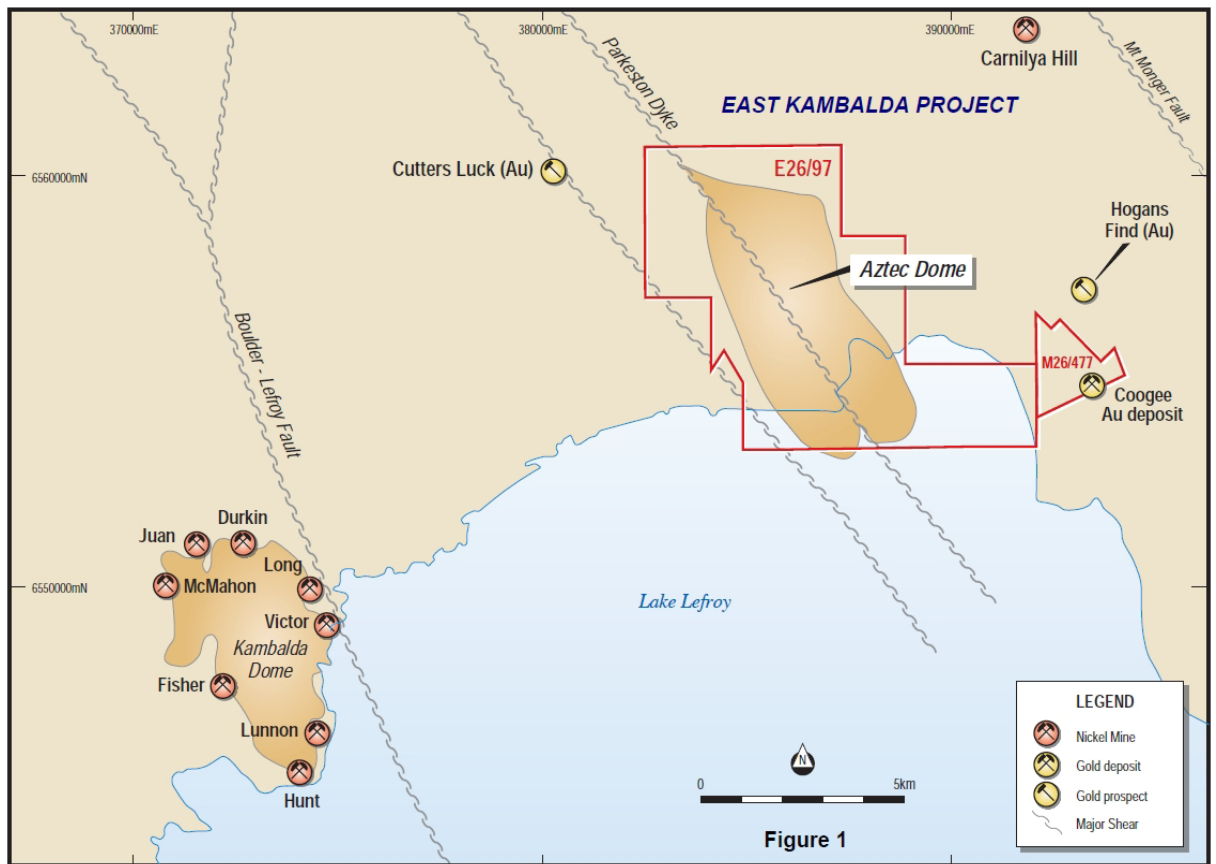 370000mE
380000mE
390000mE
Carnilya Hill
Mt Monger Fault
Parkeston Dyke
EAST KAMBALDA PROJECT
6560000mN
Cutters Luck (Au)
E26/97
Hogans
Find (Au)
Aztec Dome
Boulder - Lefroy Fault
M26/477
Coogee
Au deposit
Durkin
Juan
Long
6550000mN
McMahon
Lake Lefroy
Victor
Kambalda
Dome
Fisher
Lunnon
Hunt
N
0
5km
Figure 1
LEGEND
Nickel Mine
Gold deposit
Gold prospect
Major Shear